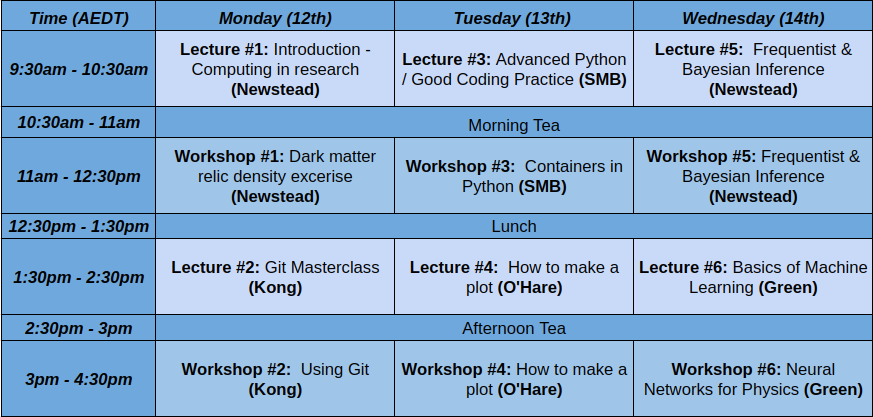 Time (AEDT) Monday (12th) Tuesday (13th) Wednesday (14th)
9:30am - 10:30am
Lecture #1: Introduction -
Computing in research
(Newstead)
Lecture #3: Advanced Python
/ Good Coding Practice (SMB)
Lecture #5: Frequentist &
Bayesian Inference
(Newstead)
10:30am - 11am
Morning Tea
11am - 12:30pm
Workshop #1: Dark matter
relic density excerise
(Newstead)
Workshop #3: Containers in
Python (SMB)
Workshop #5: Frequentist &
Bayesian Inference
(Newstead)
12:30pm - 1:30pm
Lunch
1:30pm - 2:30pm
Lecture #2: Git Masterclass
(Kong)
Lecture #4: How to make a
plot (O'Hare)
Lecture #6: Basics of Machine
Learning (Green)
2:30pm - 3pm
Afternoon Tea
3pm - 4:30pm
Workshop #2: Using Git
(Kong)
Workshop #4: How to make a
plot (O'Hare)
Workshop #6: Neural
Networks for Physics (Green)